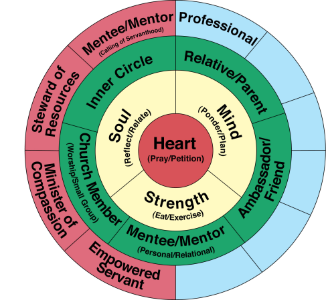 Mentee/Mentor
(Calling of Servanthood)
Professional
Steward of
Resources
Inner Circle
Relative/Parent
Soul
(Reflect/Relate)
Mind
(Ponder/Plan)
Heart
(Pray/Petition)
Strength
(Eat/Exercise)
Church Member
(Worship/Small Group)
Ambassador/
Friend
Minister of
Compassion
Mentee/Mentor
(Personal/Relational)
Empowered
Servant